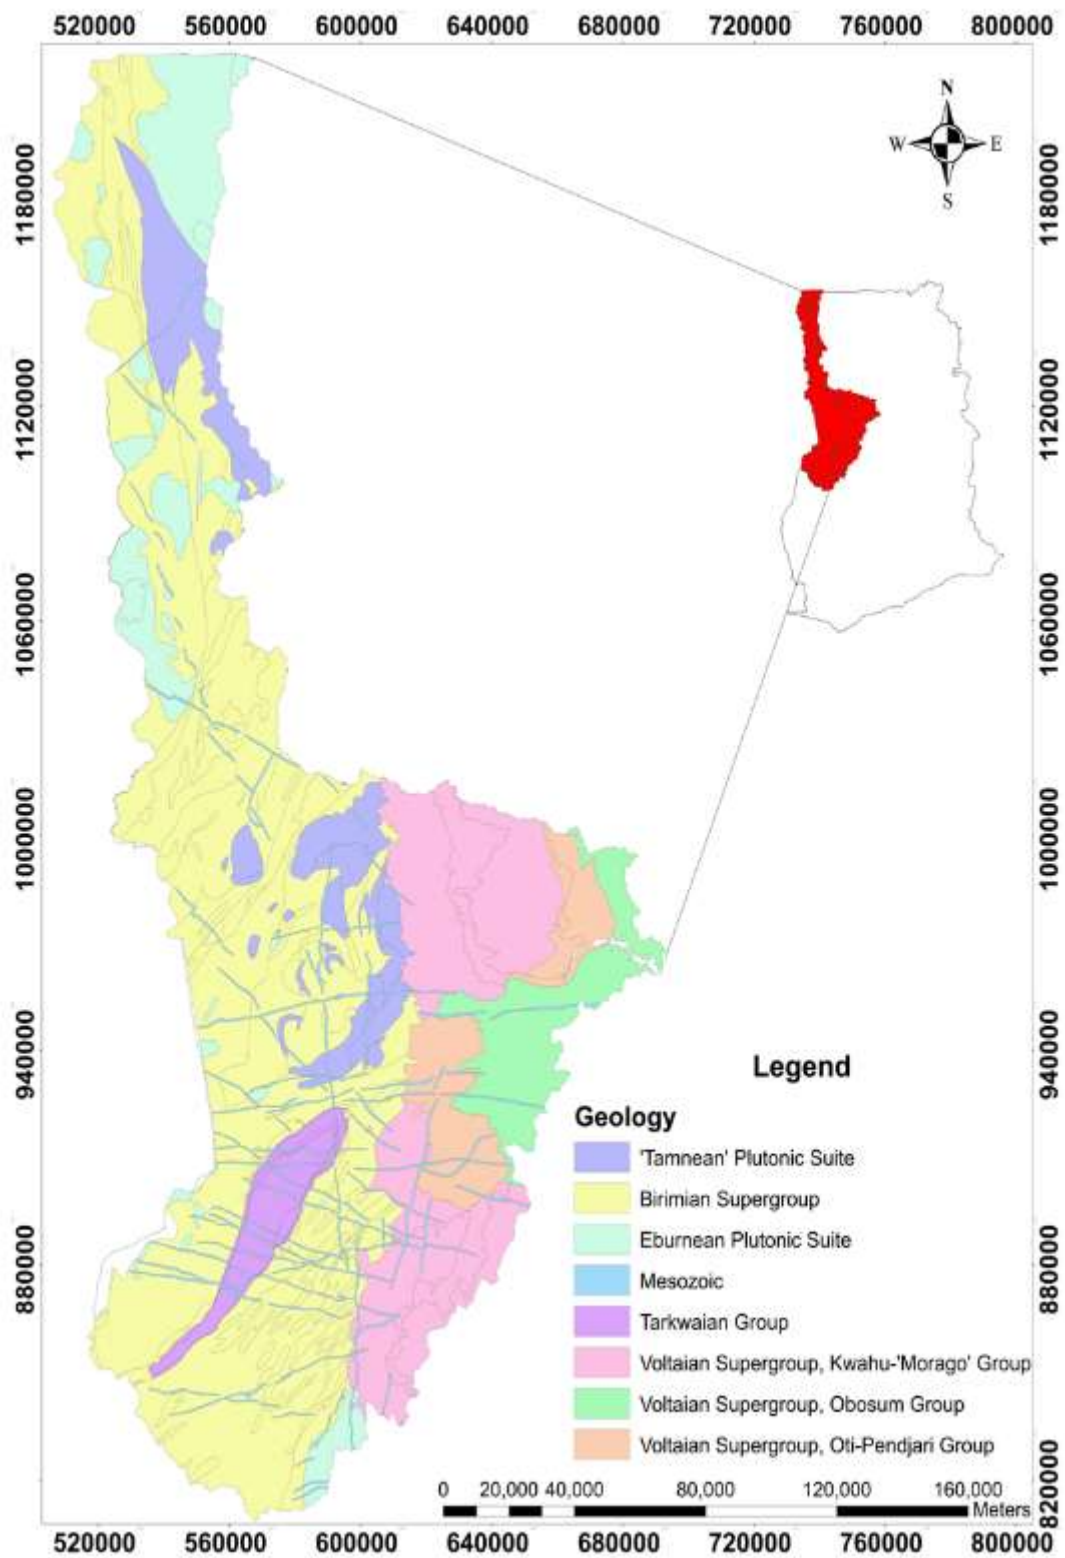 520000 560000 600000 640000 680000 720000 760000 800000
N
W E
S
1180000 1180000
1120000 1120000
1060000 1060000
1000000 1000000
940000 940000
Legend
Geology
'Tamnean' Plutonic Suite
Birimian Supergroup
Eburnean Plutonic Suite
880000 880000
Mesozoic
Tarkwaian Group
Voltaian Supergroup, Kwahu-'Morago' Group
Voltaian Supergroup, Obosum Group
Voltaian Supergroup, Oti-Pendjari Group
820000
0 20,000 40,000 80,000 120,000 160,000
Meters
520000 560000 600000 640000 680000 720000 760000 800000